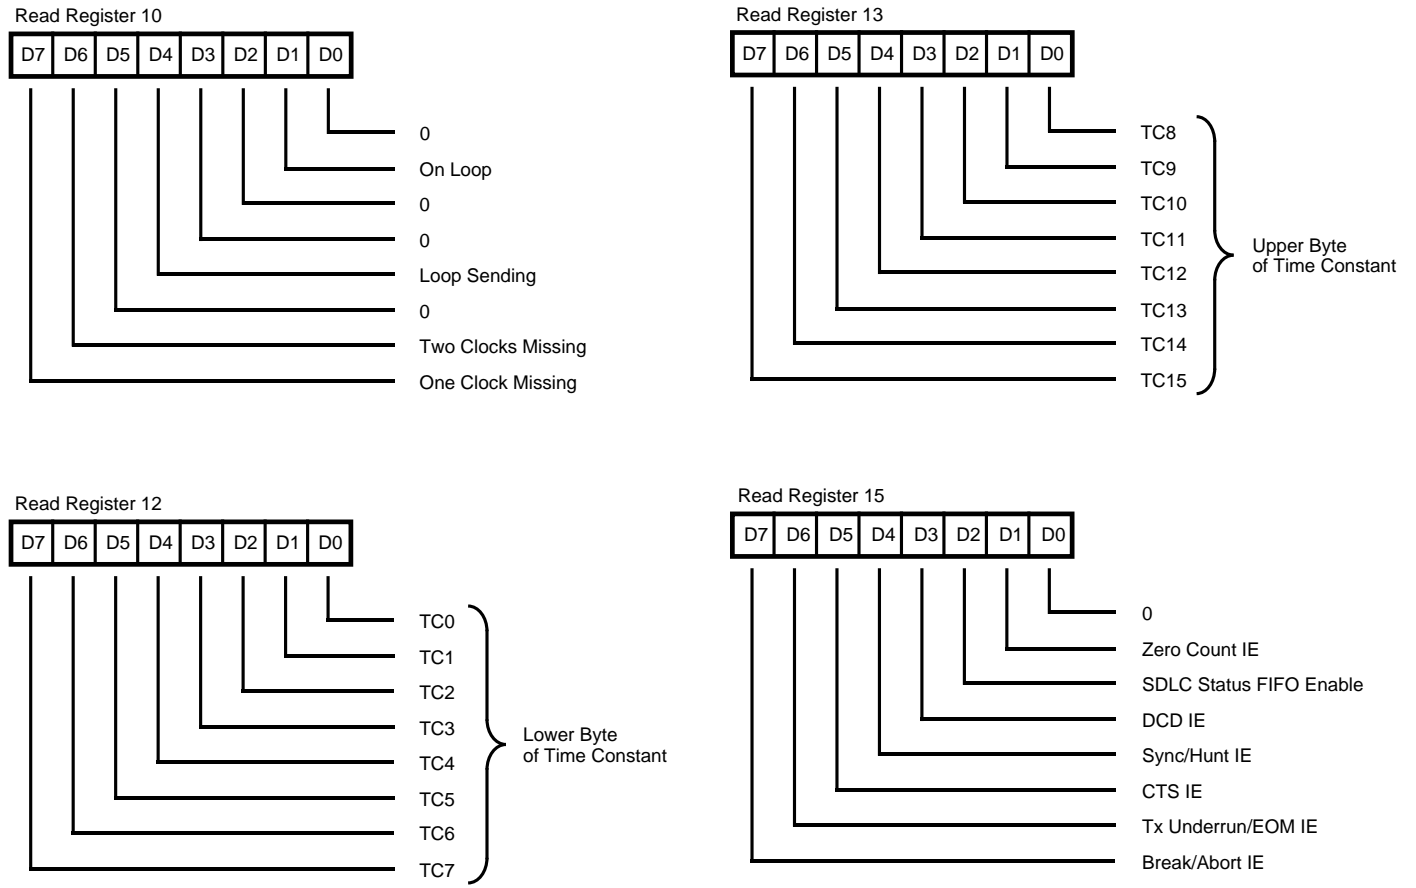 Read Register 10
D7 D6 D5 D4 D3 D2 D1 D0
0
On Loop
0
0
Loop Sending
0
Two Clocks Missing
One Clock Missing
Read Register 13
D7 D6 D5 D4 D3 D2 D1 D0
TC8
TC9
TC10
TC11
TC12
TC13
TC14
TC15
Upper Byte
of Time Constant
Read Register 12
D7 D6 D5 D4 D3 D2 D1 D0
TC0
TC1
TC2
TC3
TC4
TC5
TC6
TC7
Lower Byte
of Time Constant
Read Register 15
D7 D6 D5 D4 D3 D2 D1 D0
0
Zero Count IE
SDLC Status FIFO Enable
DCD IE
Sync/Hunt IE
CTS IE
Tx Underrun/EOM IE
Break/Abort IE